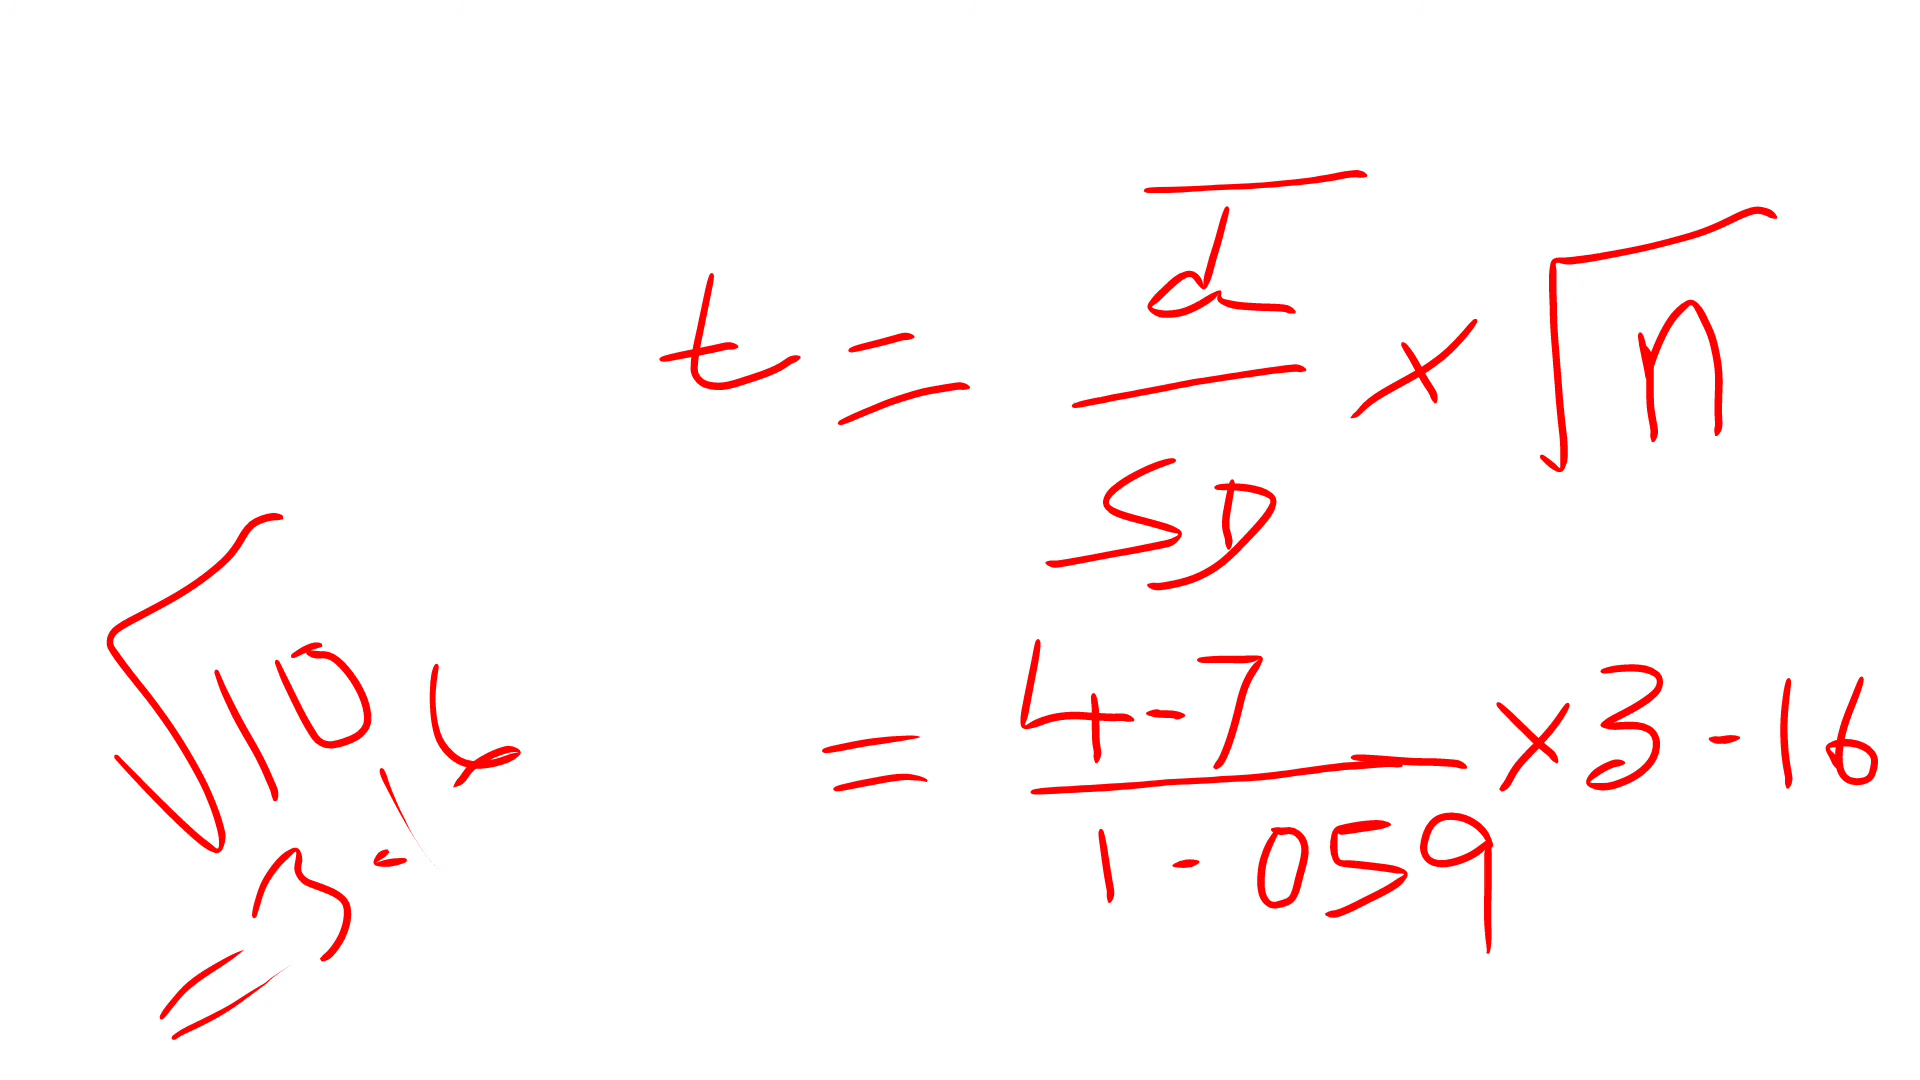 t = d̅ / SD × √n
= 4-7 / 1-059 × 3-16
√10
= 3-16